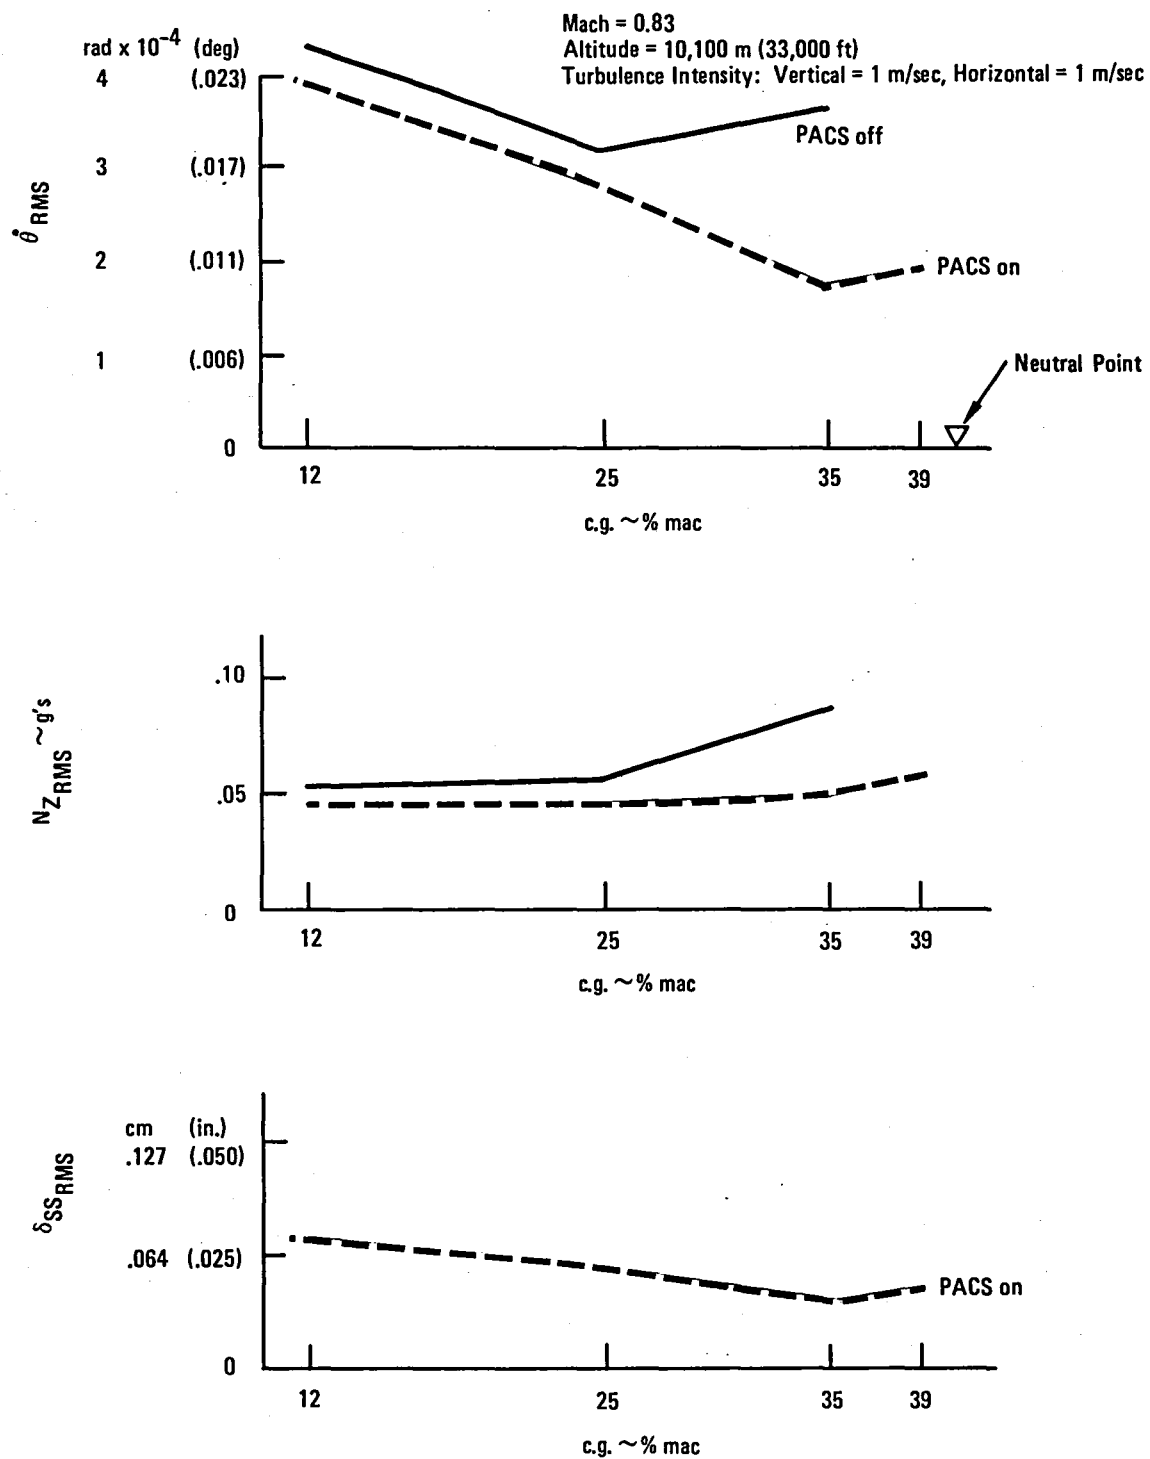 Mach = 0.83
Altitude = 10,100 m (33,000 ft)
Turbulence Intensity: Vertical = 1 m/sec, Horizontal = 1 m/sec
rad x 10⁻⁴ (deg)
4 (.023)
3 (.017)
2 (.011)
1 (.006)
0
θ̇ RMS
PACS off
PACS on
Neutral Point
12 25 35 39
c.g. ~ % mac
.10
.05
0
NZRMS ~ g's
12 25 35 39
c.g. ~ % mac
cm (in.)
.127 (.050)
.064 (.025)
0
δSSRMS
PACS on
12 25 35 39
c.g. ~ % mac